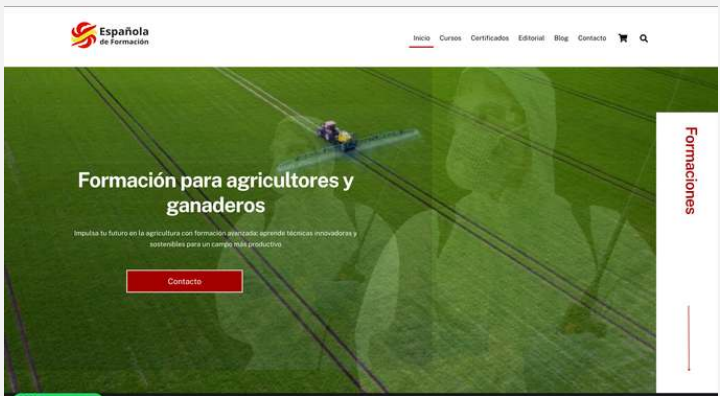 Española
de Formación
Inicio Cursos Certificados Editorial Blog Contacto
Formación para agricultores y
ganaderos
Impulsa tu futuro en la agricultura con formación avanzada: aprende técnicas innovadoras y
sostenibles para un campo más productivo
Contacto
Formaciones